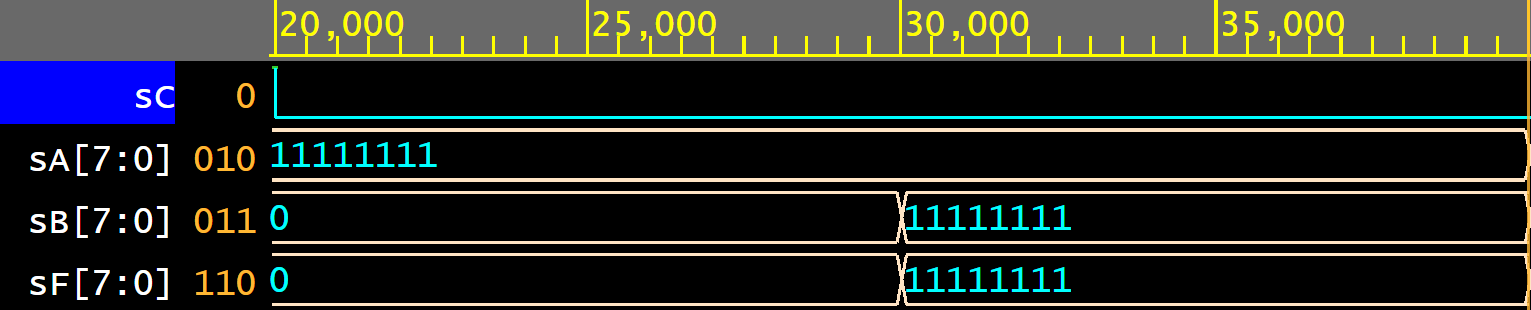 20,000 25,000 30,000 35,000
sC 0
sA[7:0] 010 11111111
sB[7:0] 011 0 11111111
sF[7:0] 110 0 11111111